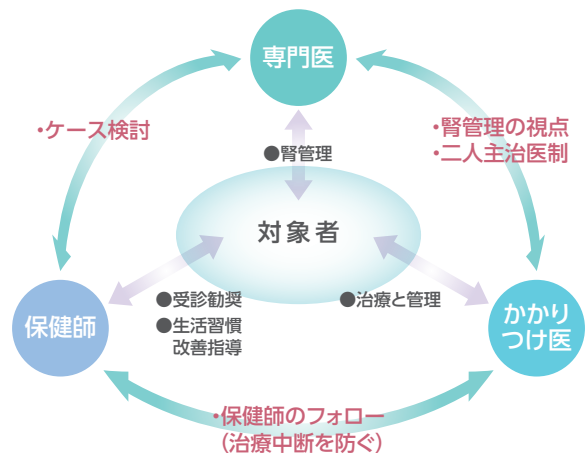 専門医
・ケース検討
・腎管理の視点
・二人主治医制
●腎管理
対象者
●受診勧奨
●生活習慣
改善指導
●治療と管理
保健師
かかり
つけ医
・保健師のフォロー
（治療中断を防ぐ）